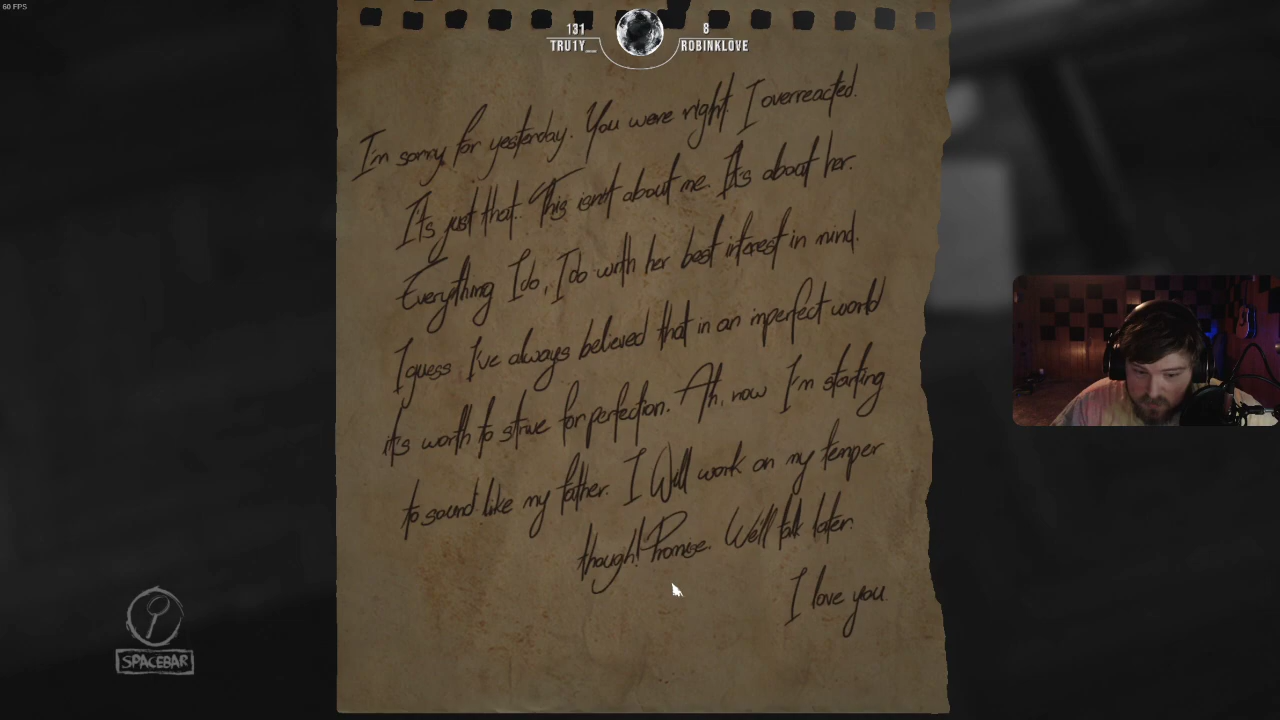 60 FPS
131
TRU1Y__
8
ROBINKLOVE
I'm sorry for yesterday. You were right. I overreacted.
It's just that.. This isn't about me. It's about her.
Everything I do, I do with her best interest in mind.
I guess I've always believed that in an imperfect world
it's worth to strive for perfection. Ah, now I'm starting
to sound like my father. I Will work on my temper
though! Promise. We'll talk later.
I love you
SPACEBAR